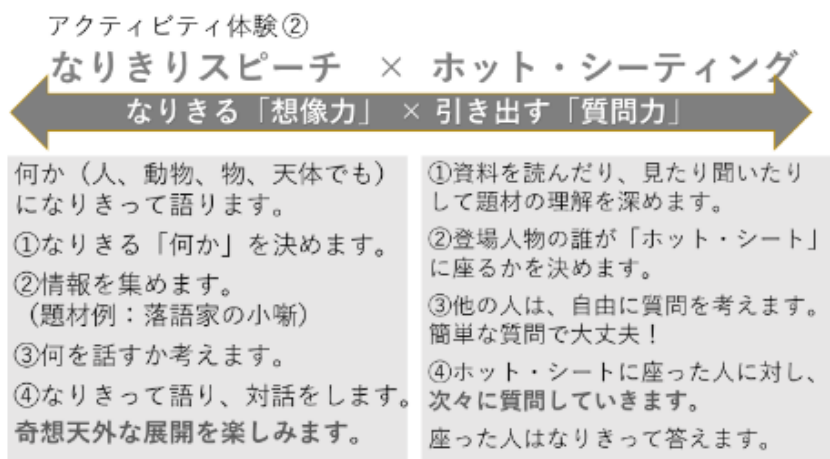 アクティビティ体験②
なりきりスピーチ × ホット・シーティング
なりきる「想像力」 × 引き出す「質問力」
何か（人、動物、物、天体でも）
になりきって語ります。
①なりきる「何か」を決めます。
②情報を集めます。
（題材例：落語家の小噺）
③何を話すか考えます。
④なりきって語り、対話をします。
奇想天外な展開を楽しみます。
①資料を読んだり、見たり聞いたり
して題材の理解を深めます。
②登場人物の誰が「ホット・シート」
に座るかを決めます。
③他の人は、自由に質問を考えます。
簡単な質問で大丈夫！
④ホット・シートに座った人に対し、
次々に質問していきます。
座った人はなりきって答えます。